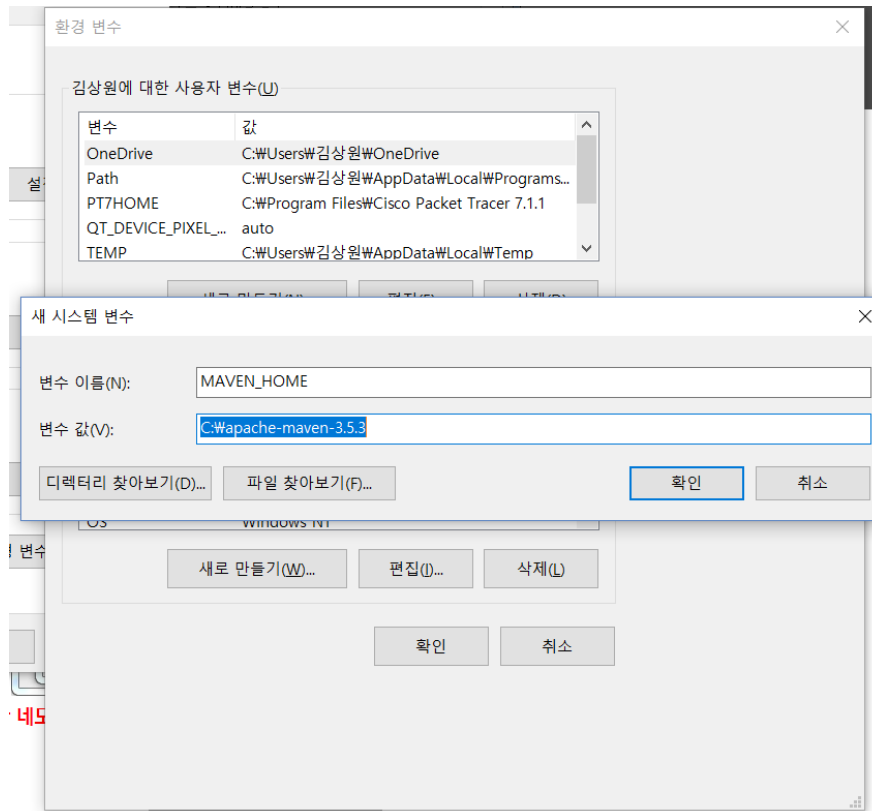 환경 변수
김상원에 대한 사용자 변수(U)
변수 값
OneDrive C:₩Users₩김상원₩OneDrive
Path C:₩Users₩김상원₩AppData₩Local₩Programs...
PT7HOME C:₩Program Files₩Cisco Packet Tracer 7.1.1
QT_DEVICE_PIXEL_... auto
TEMP C:₩Users₩김상원₩AppData₩Local₩Temp
새 시스템 변수
변수 이름(N): MAVEN_HOME
변수 값(V): C:₩apache-maven-3.5.3
디렉터리 찾아보기(D)... 파일 찾아보기(F)... 확인 취소
OS Windows_NT
변수
새로 만들기(W)... 편집(I)... 삭제(L)
확인 취소